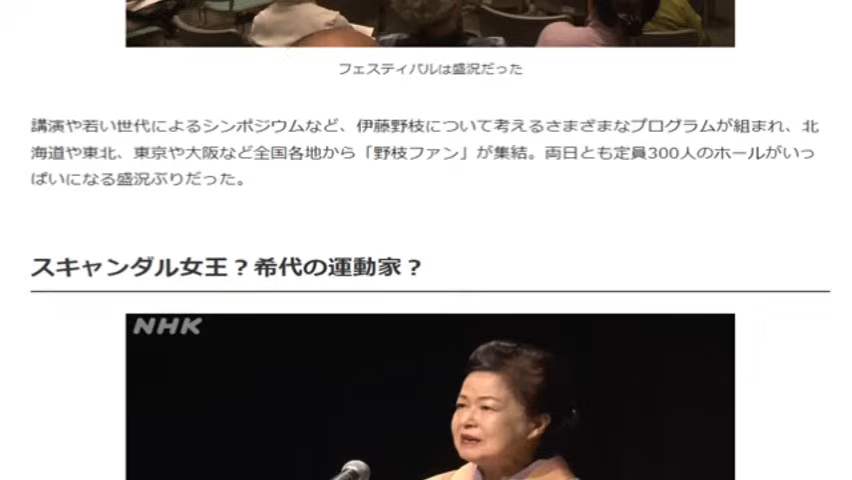 フェスティバルは盛況だった
講演や若い世代によるシンポジウムなど、伊藤野枝について考えるさまざまなプログラムが組まれ、北
海道や東北、東京や大阪など全国各地から「野枝ファン」が集結。両日とも定員300人のホールがいっ
ぱいになる盛況ぶりだった。
スキャンダル女王？希代の運動家？
NHK